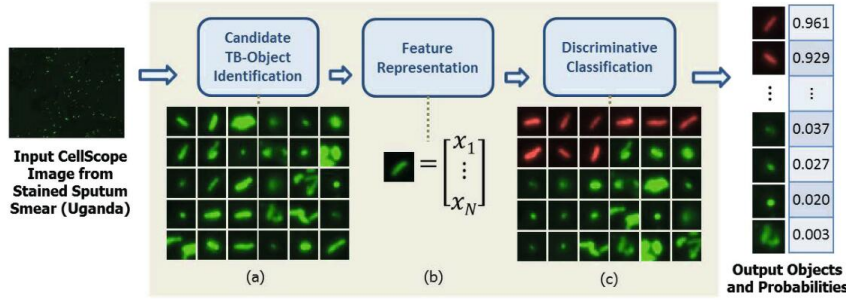 Candidate
TB-Object
Identification
Feature
Representation
Discriminative
Classification
Input CellScope
Image from
Stained Sputum
Smear (Uganda)
= [x1 ⋮ xN]
(a)
(b)
(c)
0.961
0.929
⋮ ⋮
0.037
0.027
0.020
0.003
Output Objects
and Probabilities